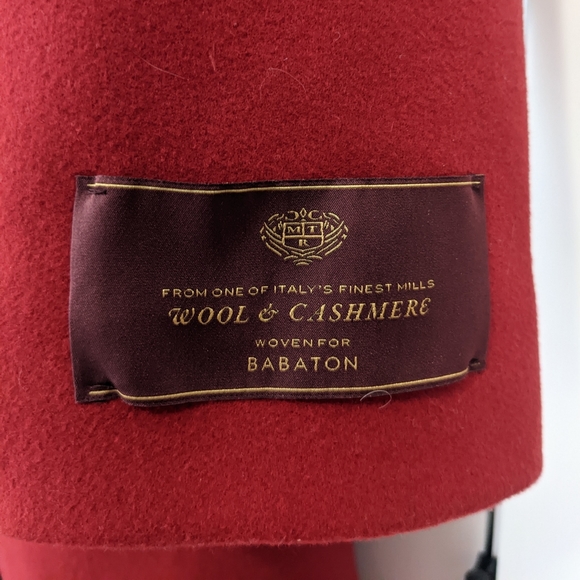 C C
M T
R
FROM ONE OF ITALY'S FINEST MILLS
WOOL & CASHMERE
WOVEN FOR
BABATON